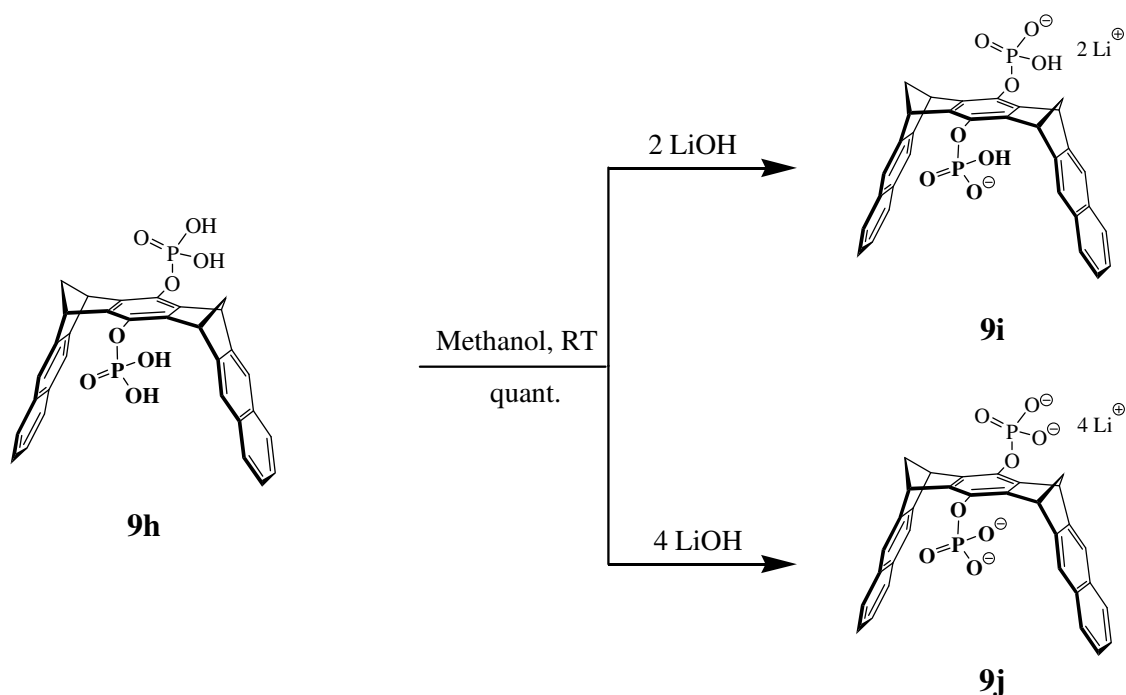 O
O⊖
P
OH
2 Li⊕
O
O
P
OH
O
O⊖
9i
2 LiOH
Methanol, RT
quant.
4 LiOH
O
OH
P
OH
O
O
P
OH
O
OH
9h
O
O⊖
P
O⊖
4 Li⊕
O
O
P
O⊖
O
O⊖
9j